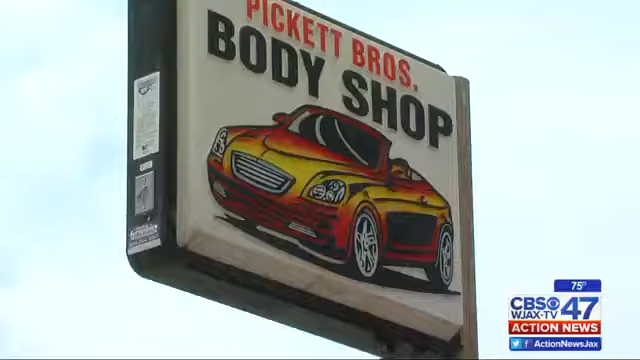 PICKETT BROS.
BODY SHOP
75°
CBS 47
WJAX-TV
ACTION NEWS
ActionNewsJax